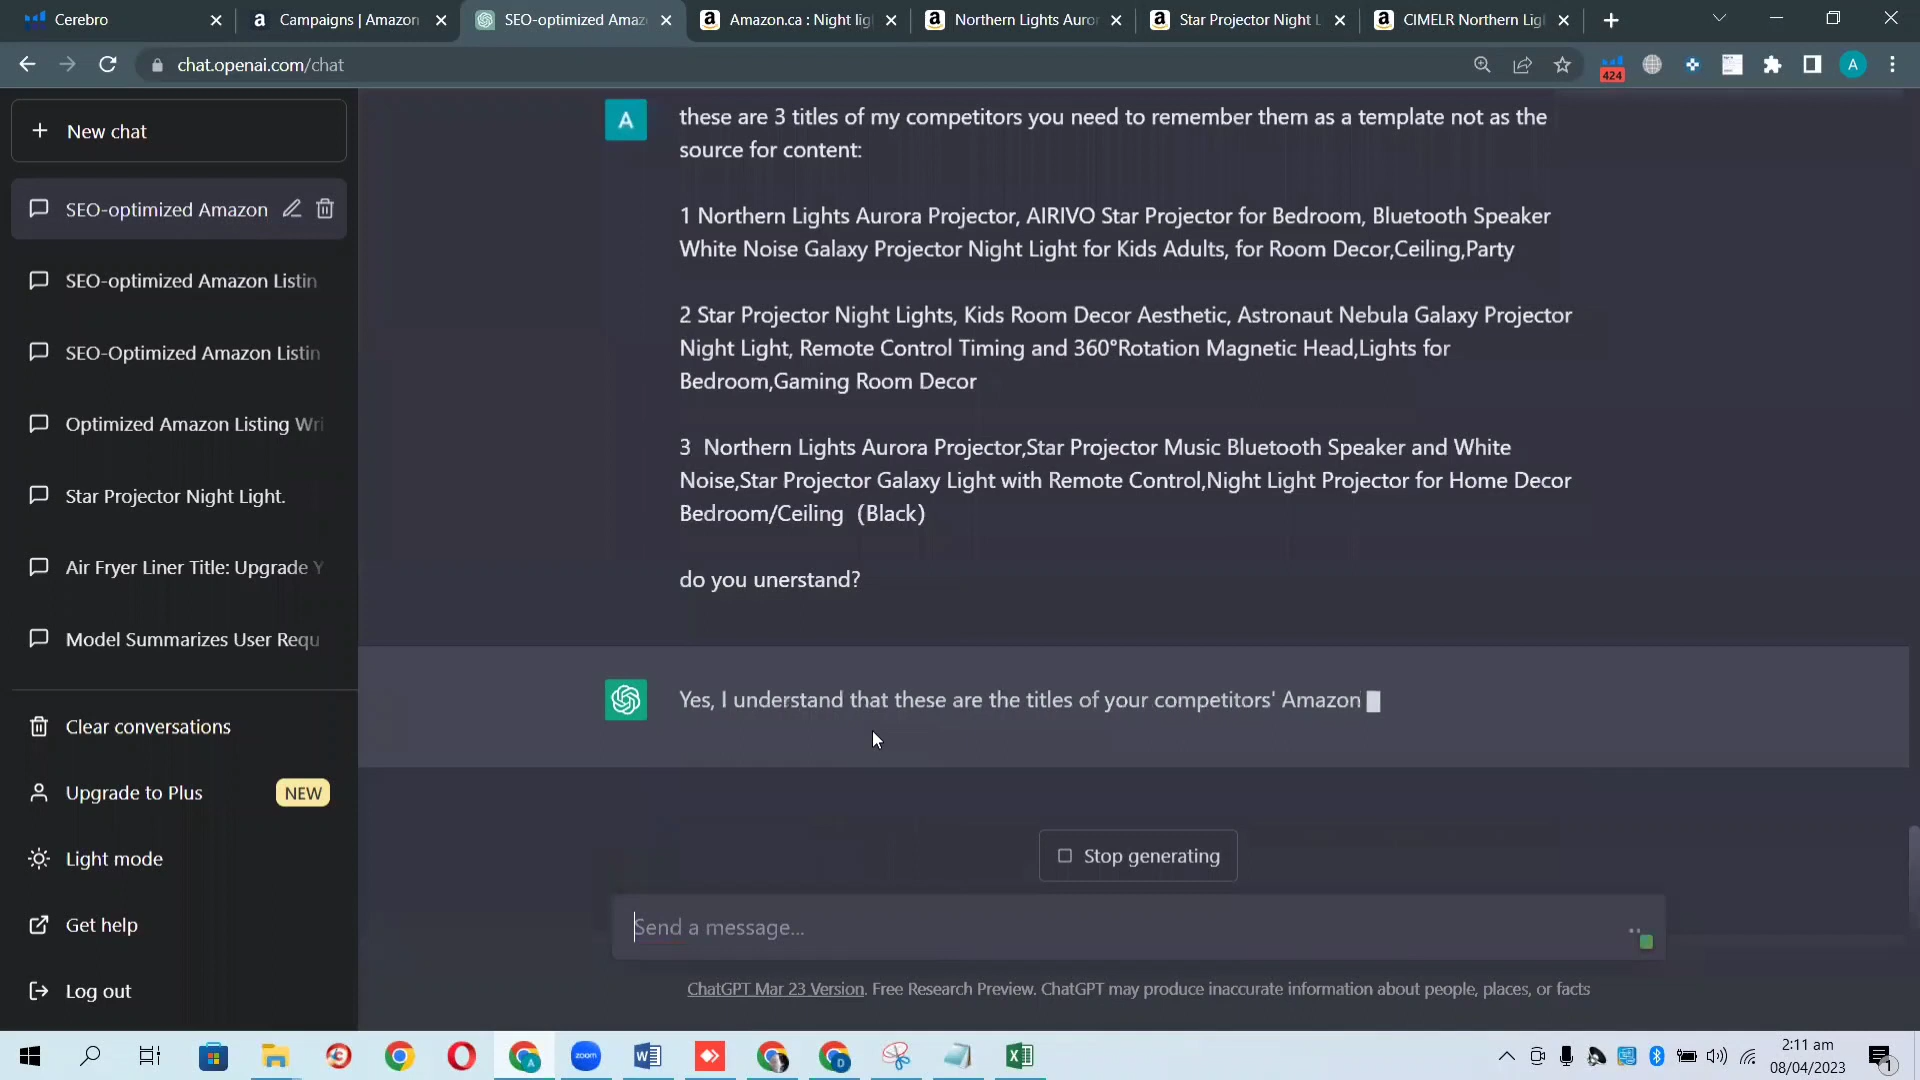 Cerebro
Campaigns | Amazon
SEO-optimized Amaz
Amazon.ca : Night lig
Northern Lights Auror
Star Projector Night L
CIMELR Northern Lig
chat.openai.com/chat
424
A
New chat
SEO-optimized Amazon
SEO-optimized Amazon Listin
SEO-Optimized Amazon Listin
Optimized Amazon Listing Wri
Star Projector Night Light.
Air Fryer Liner Title: Upgrade Y
Model Summarizes User Requ
Clear conversations
Upgrade to Plus
NEW
Light mode
Get help
Log out
A
these are 3 titles of my competitors you need to remember them as a template not as the
source for content:
1 Northern Lights Aurora Projector, AIRIVO Star Projector for Bedroom, Bluetooth Speaker
White Noise Galaxy Projector Night Light for Kids Adults, for Room Decor,Ceiling,Party
2 Star Projector Night Lights, Kids Room Decor Aesthetic, Astronaut Nebula Galaxy Projector
Night Light, Remote Control Timing and 360°Rotation Magnetic Head,Lights for
Bedroom,Gaming Room Decor
3 Northern Lights Aurora Projector,Star Projector Music Bluetooth Speaker and White
Noise,Star Projector Galaxy Light with Remote Control,Night Light Projector for Home Decor
Bedroom/Ceiling（Black）
do you unerstand?
Yes, I understand that these are the titles of your competitors' Amazon
Stop generating
Send a message...
ChatGPT Mar 23 Version. Free Research Preview. ChatGPT may produce inaccurate information about people, places, or facts
zoom
2:11 am
08/04/2023
1